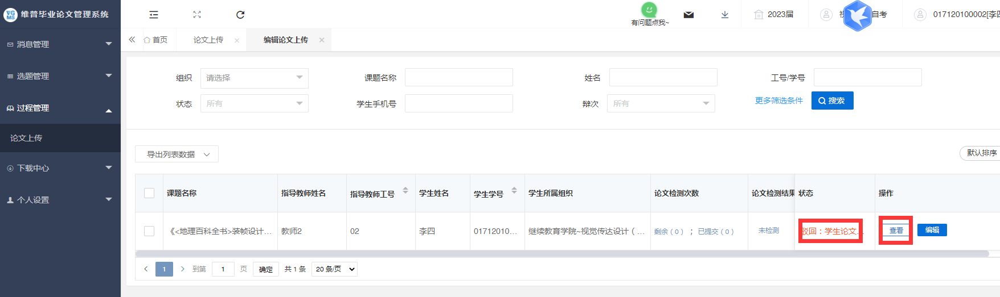 VG MS 维普毕业论文管理系统
有问题点我~
2023届
视
自考
017120100002[李四
消息管理
选题管理
过程管理
论文上传
下载中心
个人设置
首页
论文上传
编辑论文上传
组织 请选择
课题名称
姓名
工号/学号
状态 所有
学生手机号
辩次 所有
更多筛选条件
搜索
导出列表数据
默认排序
课题名称 指导教师姓名 指导教师工号 学生姓名 学生学号 学生所属组织 论文检测次数 论文检测结果 状态 操作
《<地理百科全书>装帧设计... 教师2 02 李四 01712010... 继续教育学院~视觉传达设计（... 剩余（0）；已提交（0） 未检测 驳回：学生论文... 查看 编辑
1 到第 1 页 确定 共 1 条 20 条/页